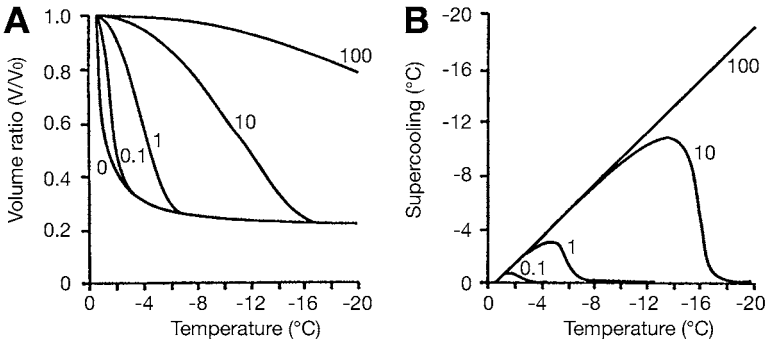 A
Volume ratio (V/V₀)
1.0
0.8
0.6
0.4
0.2
0
100
10
1
0.1
0
0 -4 -8 -12 -16 -20
Temperature (°C)
B
Supercooling (°C)
-20
-16
-12
-8
-4
0
100
10
1
0.1
0 -4 -8 -12 -16 -20
Temperature (°C)